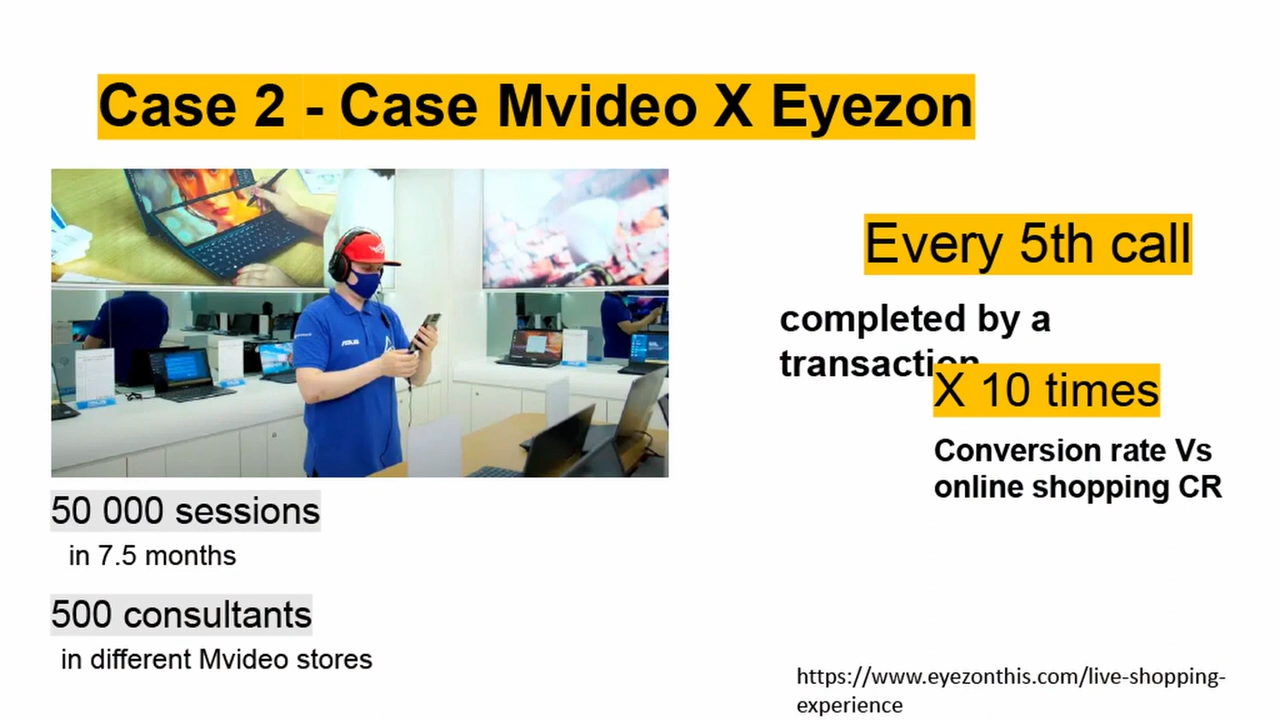 Case 2 - Case Mvideo X Eyezon
Every 5th call
completed by a
transaction
X 10 times
Conversion rate Vs
online shopping CR
ASUS
50 000 sessions
in 7.5 months
500 consultants
in different Mvideo stores
https://www.eyezonthis.com/live-shopping-
experience